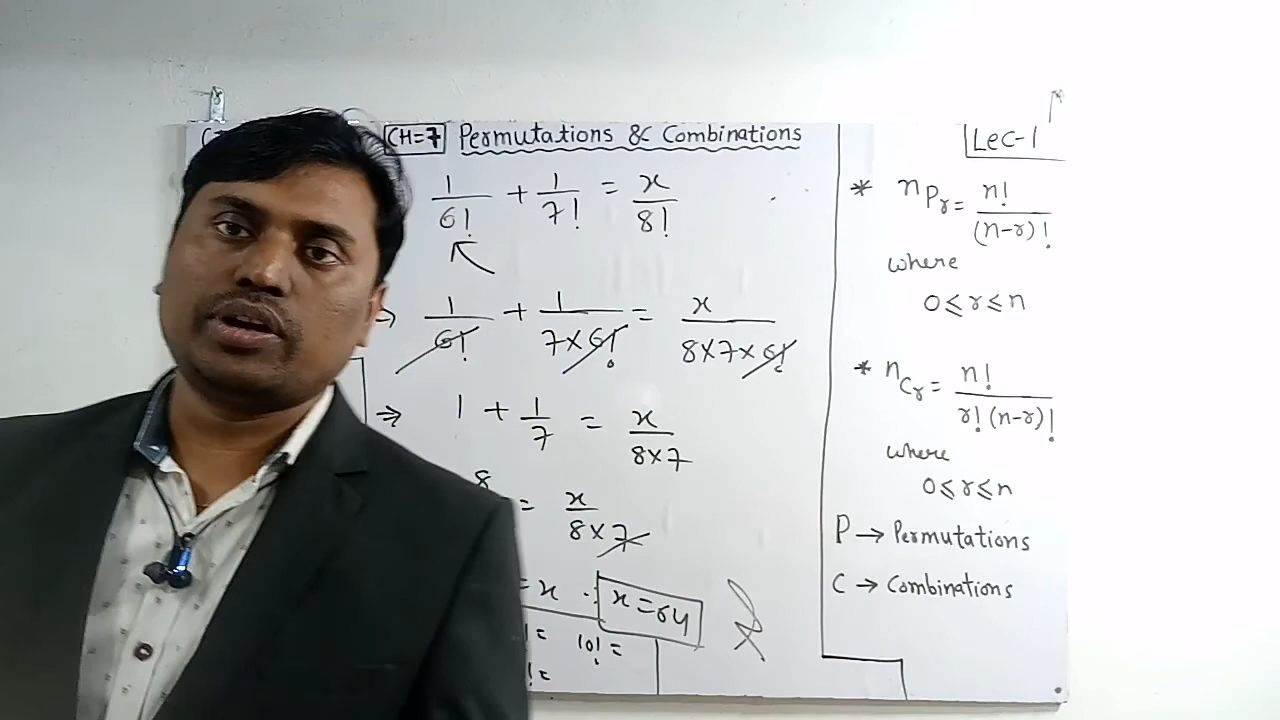 CH=7 Permutations & Combinations
1/6! + 1/7! = x/8!
⇒ 1/6! + 1/(7×6!) = x/(8×7×6!)
⇒ 1 + 1/7 = x/(8×7)
8 = x/(8×7)
= x ∴ x=64
! = 10! =
! =
Lec-1
* nPr = n!/(n-r)!
where
0≤r≤n
* nCr = n!/(r!(n-r)!)
where
0≤r≤n
P → Permutations
C → Combinations